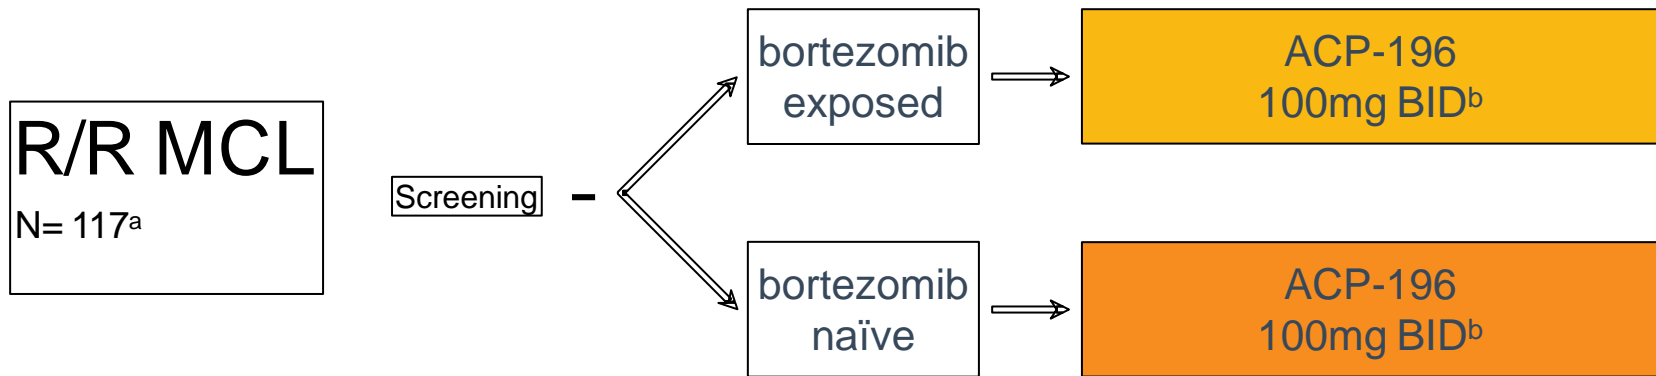 R/R MCL
N= 117ᵃ
Screening
bortezomib
exposed
ACP-196
100mg BIDᵇ
bortezomib
naïve
ACP-196
100mg BIDᵇ